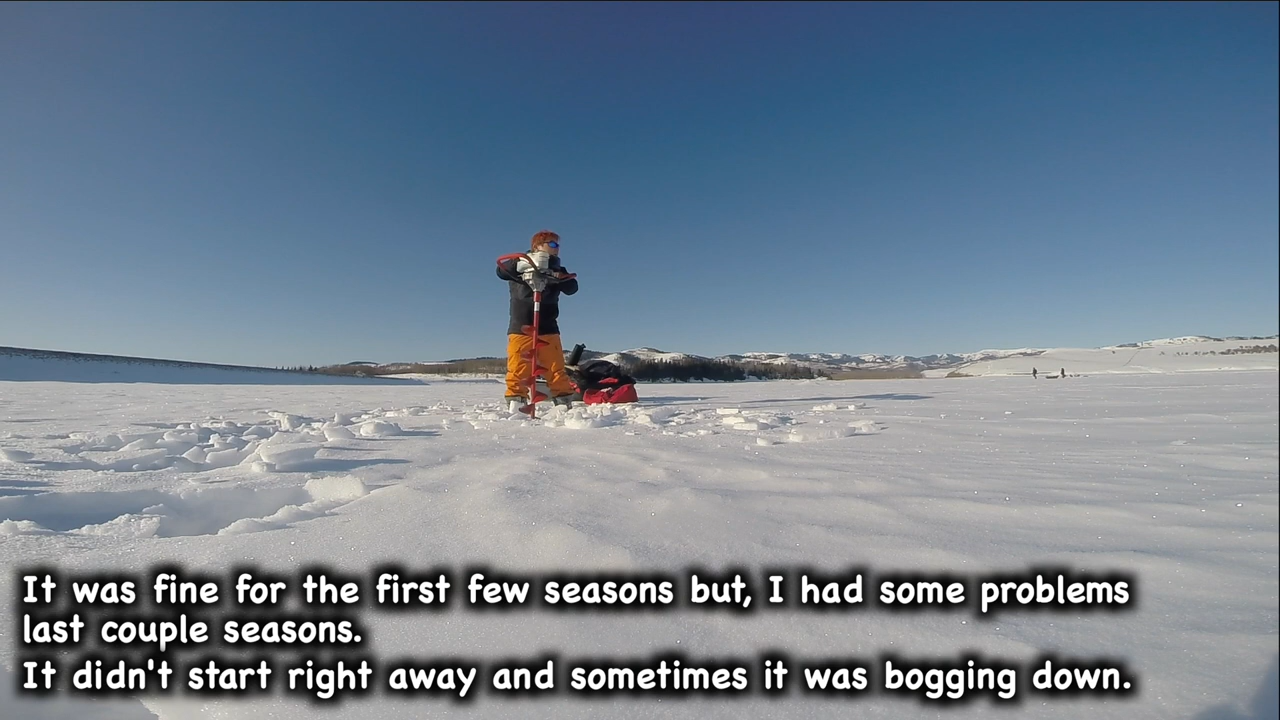 It was fine for the first few seasons but, I had some problems
last couple seasons.
It didn't start right away and sometimes it was bogging down.